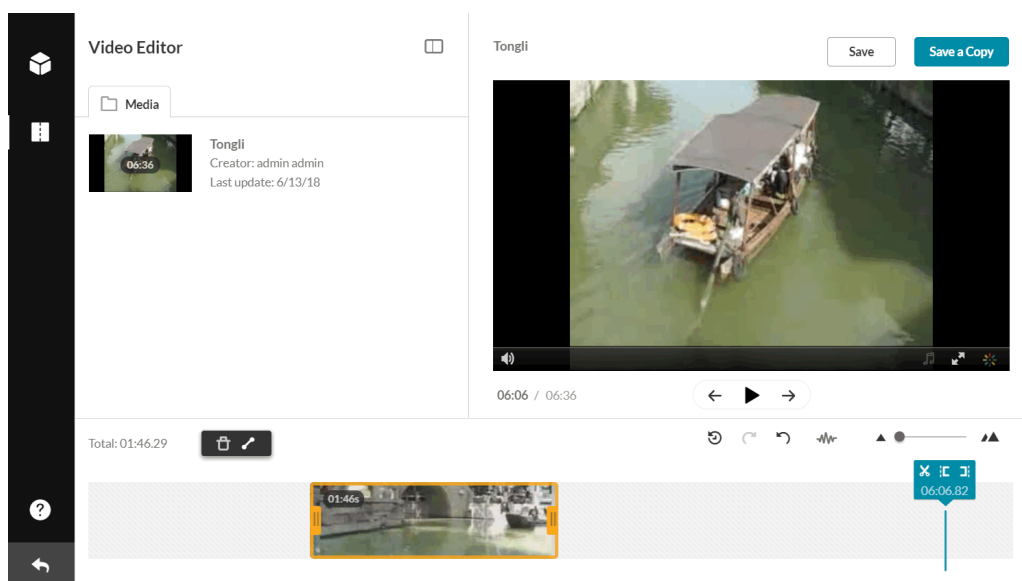 Video Editor
Media
06:36
Tongli
Creator: admin admin
Last update: 6/13/18
Tongli
Save
Save a Copy
06:06 / 06:36
Total: 01:46.29
06:06.82
01:46s
?